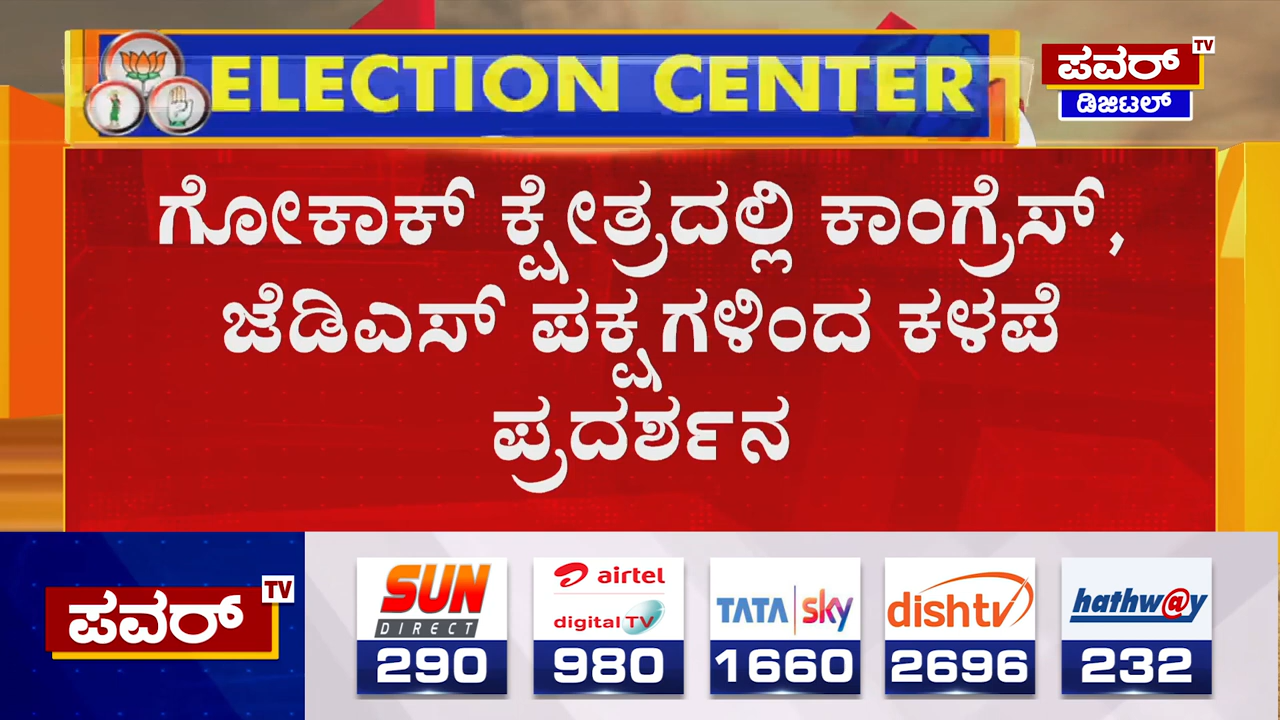 ELECTION CENTER
ಪವರ್ TV
ಡಿಜಿಟಲ್
ಗೋಕಾಕ್ ಕ್ಷೇತ್ರದಲ್ಲಿ ಕಾಂಗ್ರೆಸ್,
ಜೆಡಿಎಸ್ ಪಕ್ಷಗಳಿಂದ ಕಳಪೆ
ಪ್ರದರ್ಶನ
ಪವರ್ TV
SUN
DIRECT
290
airtel
digital TV
980
TATA sky
1660
dishtv
2696
hathw@y
232